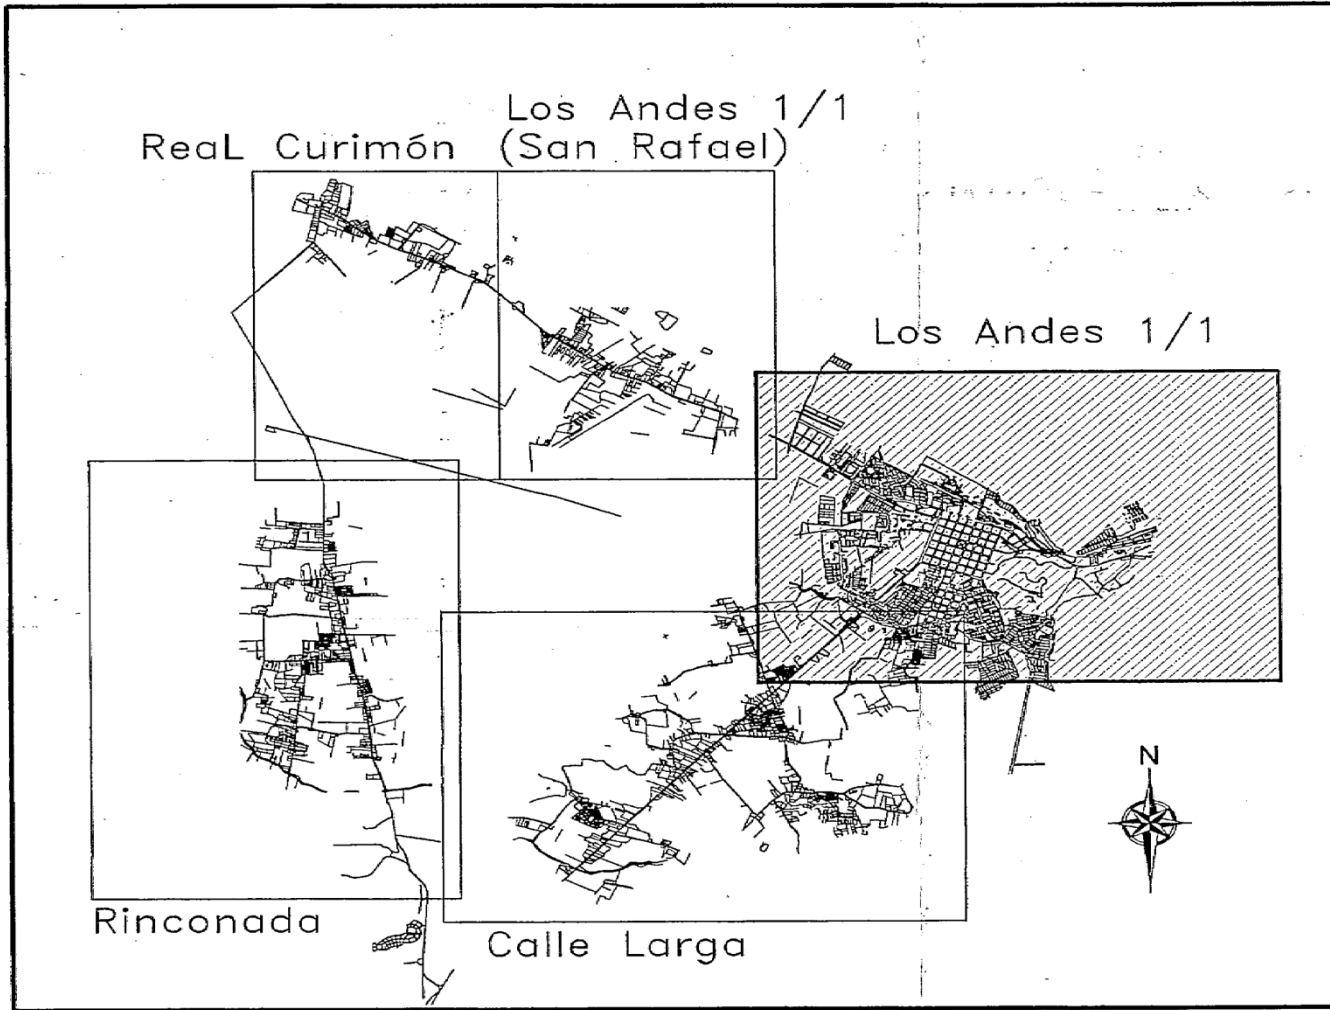 Los Andes 1/1
ReaL Curimón (San Rafael)
Los Andes 1/1
Rinconada
Calle Larga
N